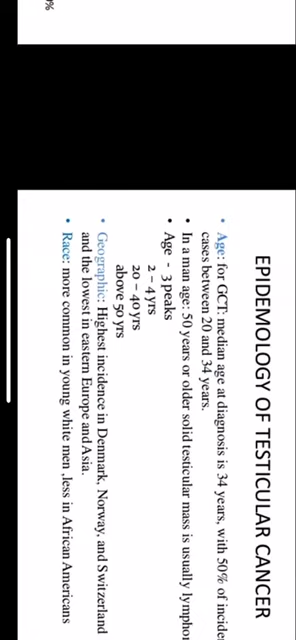 %
EPIDEMOLOGY OF TESTICULAR CANCER
• Age: for GCT: median age at diagnosis is 34 years, with 50% of
cases between 20 and 34 years.
• In a man age: 50 years or older solid testicular mass is usually
• Age - 3 peaks
2 – 4 yrs
20 – 40 yrs
above 50 yrs
• Geographic: Highest incidence in Denmark, Norway, and Switzerland
and the lowest in eastern Europe and Asia.
• Race: more common in young white men ,less in African Americans